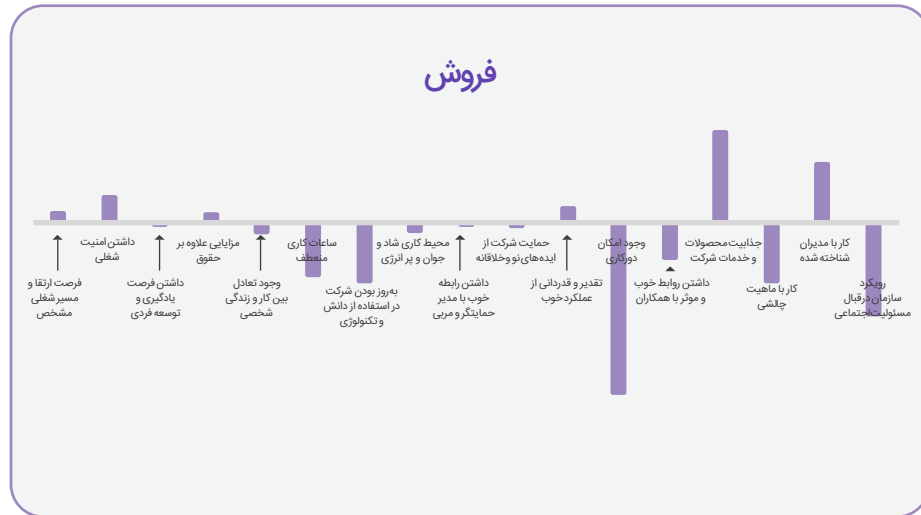 فروش
کار با مدیران
شناخته شده
جذابیت محصولات
و خدمات شرکت
وجود امکان
دورکاری
حمایت شرکت از
ایده‌های نو و خلاقانه
محیط کاری شاد و
جوان و پر انرژی
ساعات کاری
منعطف
مزایایی علاوه بر
حقوق
داشتن امنیت
شغلی
رویکرد
سازمان در قبال
مسئولیت اجتماعی
کار با ماهیت
چالشی
داشتن روابط خوب
و موثر با همکاران
تقدیر و قدردانی از
عملکرد خوب
داشتن رابطه
خوب با مدیر
حمایتگر و مربی
به‌روز بودن شرکت
در استفاده از دانش
و تکنولوژی
وجود تعادل
بین کار و زندگی
شخصی
داشتن فرصت
یادگیری و
توسعه فردی
فرصت ارتقا و
مسیر شغلی
مشخص